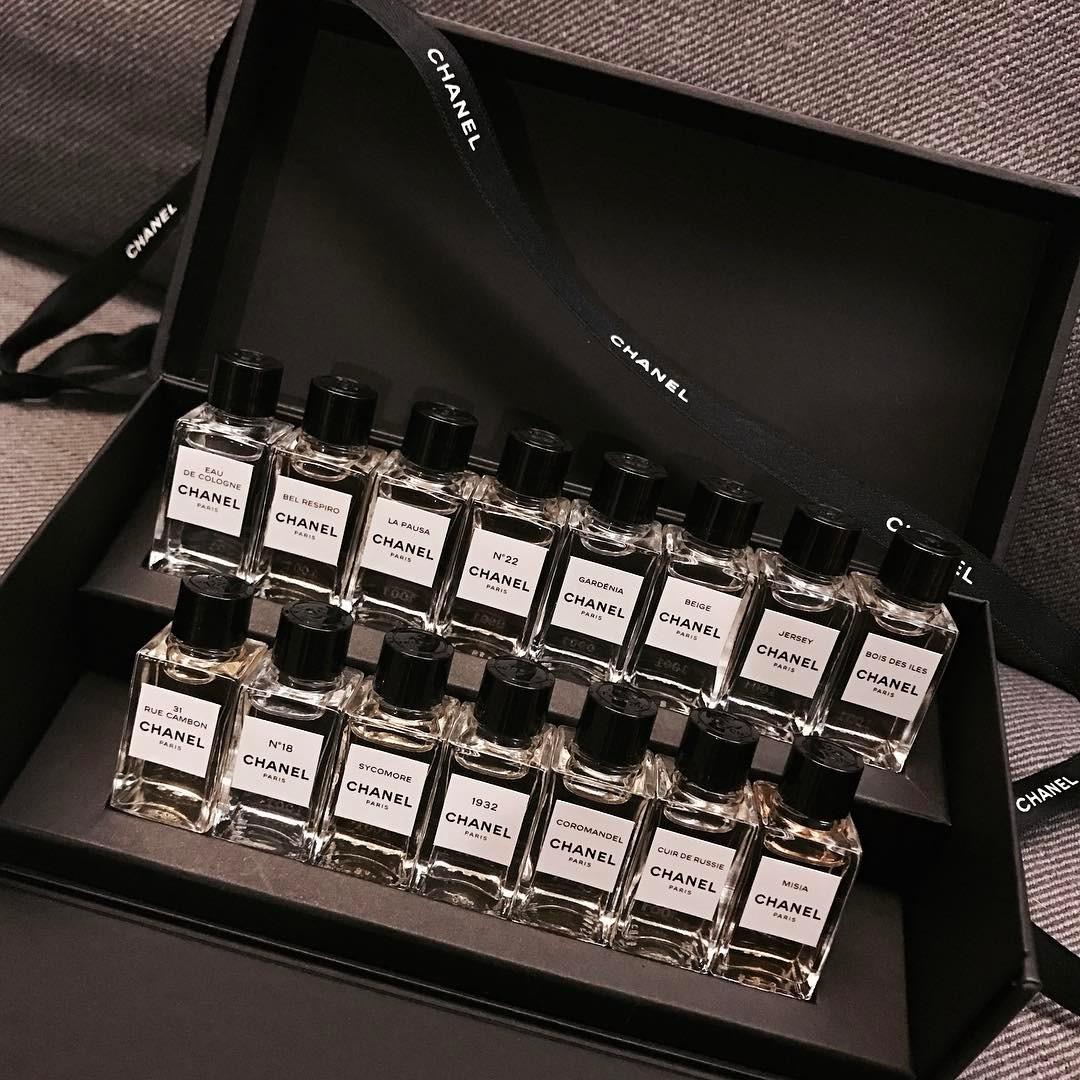 CHANEL
CHANEL
CHANEL
EAU
DE COLOGNE
CHANEL
PARIS
BEL RESPIRO
CHANEL
PARIS
LA PAUSA
CHANEL
PARIS
N°22
CHANEL
PARIS
GARDÉNIA
CHANEL
PARIS
BEIGE
CHANEL
PARIS
JERSEY
CHANEL
PARIS
BOIS DES ILES
CHANEL
PARIS
31
RUE CAMBON
CHANEL
PARIS
N°18
CHANEL
PARIS
SYCOMORE
CHANEL
PARIS
1932
CHANEL
PARIS
COROMANDEL
CHANEL
PARIS
CUIR DE RUSSIE
CHANEL
PARIS
MISIA
CHANEL
PARIS
CHANEL